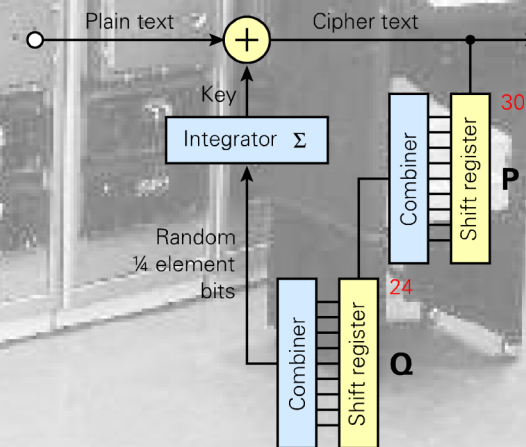 Plain text
Cipher text
+
Key
Integrator Σ
30
Combiner
Shift register
P
Random
¼ element
bits
24
Combiner
Shift register
Q